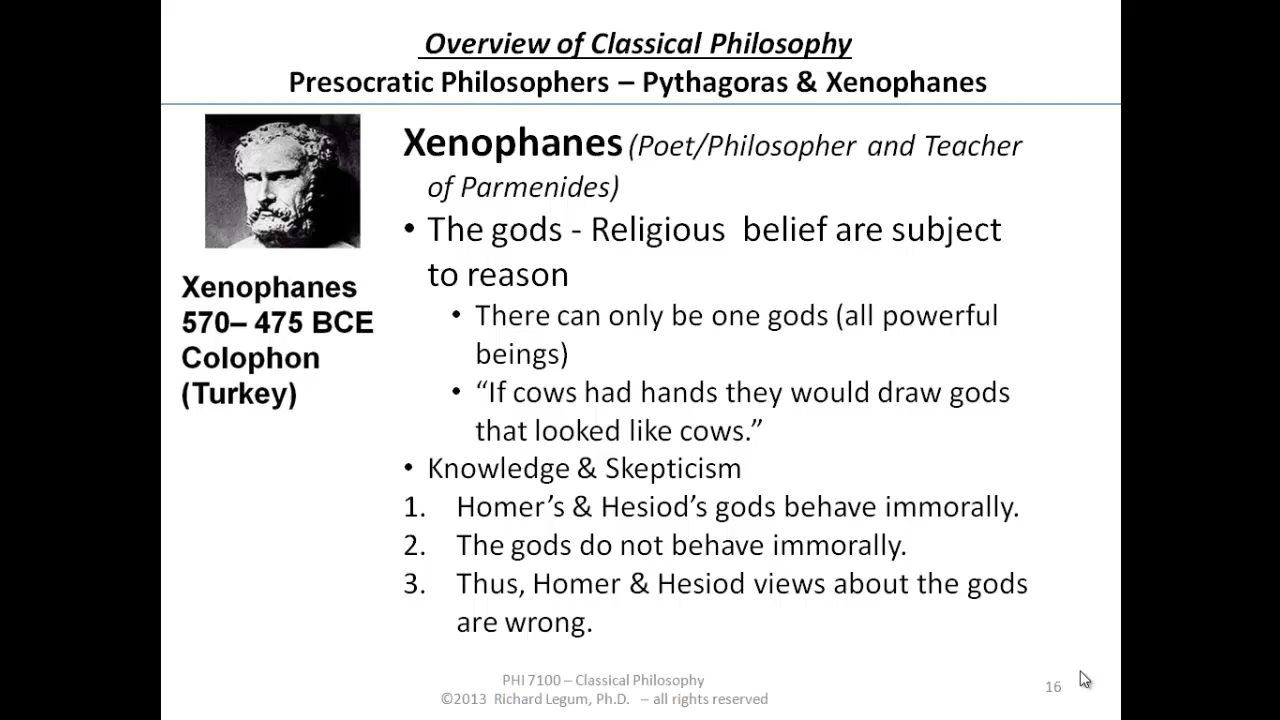 Overview of Classical Philosophy
Presocratic Philosophers – Pythagoras & Xenophanes
Xenophanes
570– 475 BCE
Colophon
(Turkey)
Xenophanes (Poet/Philosopher and Teacher
of Parmenides)
• The gods - Religious belief are subject
to reason
• There can only be one gods (all powerful
beings)
• “If cows had hands they would draw gods
that looked like cows.”
• Knowledge & Skepticism
1. Homer’s & Hesiod’s gods behave immorally.
2. The gods do not behave immorally.
3. Thus, Homer & Hesiod views about the gods
are wrong.
PHI 7100 – Classical Philosophy
©2013 Richard Legum, Ph.D. – all rights reserved
16